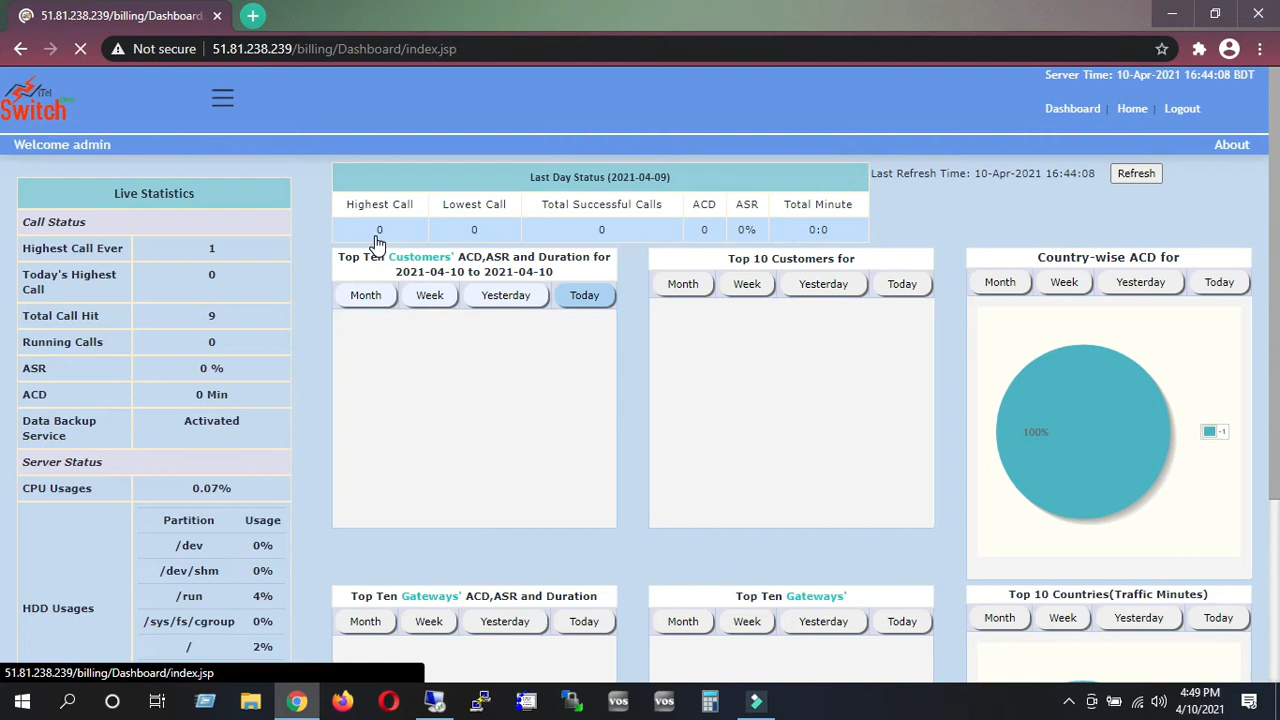 51.81.238.239/billing/Dashboard
Not secure
51.81.238.239/billing/Dashboard/index.jsp
iTel
Switch
Server Time: 10-Apr-2021 16:44:08 BDT
Dashboard | Home | Logout
Welcome admin
About
Live Statistics
Call Status
Highest Call Ever 1
Today's Highest Call 0
Total Call Hit 9
Running Calls 0
ASR 0 %
ACD 0 Min
Data Backup Service Activated
Server Status
CPU Usages 0.07%
HDD Usages
Partition Usage
/dev 0%
/dev/shm 0%
/run 4%
/sys/fs/cgroup 0%
/ 2%
Last Day Status (2021-04-09)
Highest Call Lowest Call Total Successful Calls ACD ASR Total Minute
0 0 0 0 0% 0:0
Last Refresh Time: 10-Apr-2021 16:44:08
Refresh
Top Ten Customers' ACD,ASR and Duration for
2021-04-10 to 2021-04-10
Month Week Yesterday Today
Top 10 Customers for
Month Week Yesterday Today
Country-wise ACD for
Month Week Yesterday Today
100%
-1
Top Ten Gateways' ACD,ASR and Duration
Month Week Yesterday Today
Top Ten Gateways'
Month Week Yesterday Today
Top 10 Countries(Traffic Minutes)
Month Week Yesterday Today
51.81.238.239/billing/Dashboard/index.jsp
VOS
VOS
4:49 PM
4/10/2021